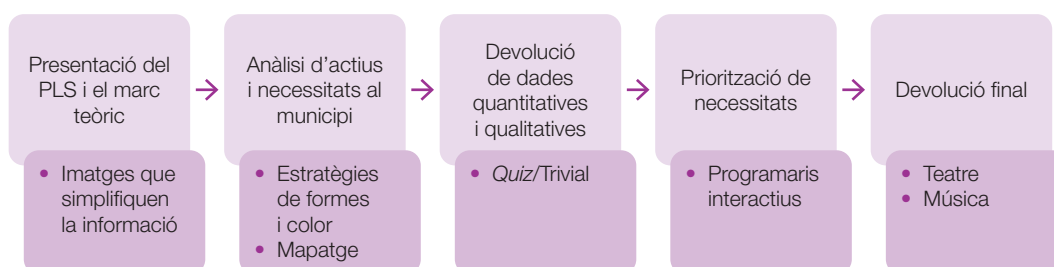 Presentació del
PLS i el marc
teòric
Anàlisi d’actius
i necessitats al
municipi
Devolució
de dades
quantitatives
i qualitatives
Priorització de
necessitats
Devolució final
• Imatges que
simplifiquen
la informació
• Estratègies
de formes
i color
• Mapatge
• Quiz/Trivial
• Programaris
interactius
• Teatre
• Música